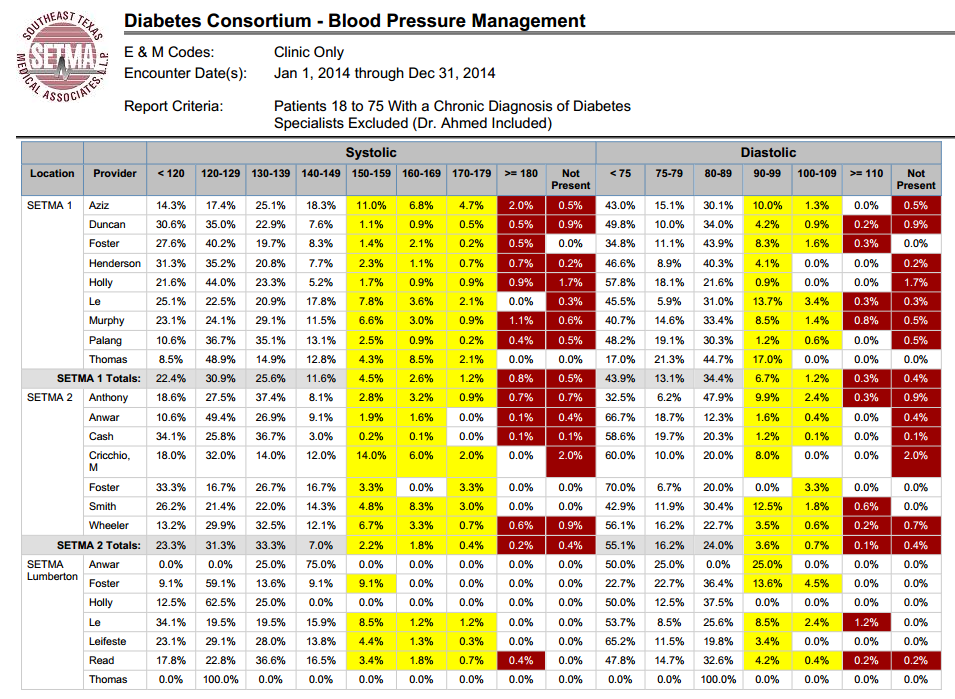 SOUTHEAST TEXAS
SETMA
MEDICAL ASSOCIATES, L.L.P.
Diabetes Consortium - Blood Pressure Management
E & M Codes: Clinic Only
Encounter Date(s): Jan 1, 2014 through Dec 31, 2014
Report Criteria: Patients 18 to 75 With a Chronic Diagnosis of Diabetes
Specialists Excluded (Dr. Ahmed Included)
Systolic Diastolic
Location Provider < 120 120-129 130-139 140-149 150-159 160-169 170-179 >= 180 Not Present < 75 75-79 80-89 90-99 100-109 >= 110 Not Present
SETMA 1 Aziz 14.3% 17.4% 25.1% 18.3% 11.0% 6.8% 4.7% 2.0% 0.5% 43.0% 15.1% 30.1% 10.0% 1.3% 0.0% 0.5%
Duncan 30.6% 35.0% 22.9% 7.6% 1.1% 0.9% 0.5% 0.5% 0.9% 49.8% 10.0% 34.0% 4.2% 0.9% 0.2% 0.9%
Foster 27.6% 40.2% 19.7% 8.3% 1.4% 2.1% 0.2% 0.5% 0.0% 34.8% 11.1% 43.9% 8.3% 1.6% 0.3% 0.0%
Henderson 31.3% 35.2% 20.8% 7.7% 2.3% 1.1% 0.7% 0.7% 0.2% 46.6% 8.9% 40.3% 4.1% 0.0% 0.0% 0.2%
Holly 21.6% 44.0% 23.3% 5.2% 1.7% 0.9% 0.9% 0.9% 1.7% 57.8% 18.1% 21.6% 0.9% 0.0% 0.0% 1.7%
Le 25.1% 22.5% 20.9% 17.8% 7.8% 3.6% 2.1% 0.0% 0.3% 45.5% 5.9% 31.0% 13.7% 3.4% 0.3% 0.3%
Murphy 23.1% 24.1% 29.1% 11.5% 6.6% 3.0% 0.9% 1.1% 0.6% 40.7% 14.6% 33.4% 8.5% 1.4% 0.8% 0.5%
Palang 10.6% 36.7% 35.1% 13.1% 2.5% 0.9% 0.2% 0.4% 0.5% 48.2% 19.1% 30.3% 1.2% 0.6% 0.0% 0.5%
Thomas 8.5% 48.9% 14.9% 12.8% 4.3% 8.5% 2.1% 0.0% 0.0% 17.0% 21.3% 44.7% 17.0% 0.0% 0.0% 0.0%
SETMA 1 Totals: 22.4% 30.9% 25.6% 11.6% 4.5% 2.6% 1.2% 0.8% 0.5% 43.9% 13.1% 34.4% 6.7% 1.2% 0.3% 0.4%
SETMA 2 Anthony 18.6% 27.5% 37.4% 8.1% 2.8% 3.2% 0.9% 0.7% 0.7% 32.5% 6.2% 47.9% 9.9% 2.4% 0.3% 0.9%
Anwar 10.6% 49.4% 26.9% 9.1% 1.9% 1.6% 0.0% 0.1% 0.4% 66.7% 18.7% 12.3% 1.6% 0.4% 0.0% 0.4%
Cash 34.1% 25.8% 36.7% 3.0% 0.2% 0.1% 0.0% 0.1% 0.1% 58.6% 19.7% 20.3% 1.2% 0.1% 0.0% 0.1%
Cricchio, M 18.0% 32.0% 14.0% 12.0% 14.0% 6.0% 2.0% 0.0% 2.0% 60.0% 10.0% 20.0% 8.0% 0.0% 0.0% 2.0%
Foster 33.3% 16.7% 26.7% 16.7% 3.3% 0.0% 3.3% 0.0% 0.0% 70.0% 6.7% 20.0% 0.0% 3.3% 0.0% 0.0%
Smith 26.2% 21.4% 22.0% 14.3% 4.8% 8.3% 3.0% 0.0% 0.0% 42.9% 11.9% 30.4% 12.5% 1.8% 0.6% 0.0%
Wheeler 13.2% 29.9% 32.5% 12.1% 6.7% 3.3% 0.7% 0.6% 0.9% 56.1% 16.2% 22.7% 3.5% 0.6% 0.2% 0.7%
SETMA 2 Totals: 23.3% 31.3% 33.3% 7.0% 2.2% 1.8% 0.4% 0.2% 0.4% 55.1% 16.2% 24.0% 3.6% 0.7% 0.1% 0.4%
SETMA Lumberton Anwar 0.0% 0.0% 25.0% 75.0% 0.0% 0.0% 0.0% 0.0% 0.0% 50.0% 25.0% 0.0% 25.0% 0.0% 0.0% 0.0%
Foster 9.1% 59.1% 13.6% 9.1% 9.1% 0.0% 0.0% 0.0% 0.0% 22.7% 22.7% 36.4% 13.6% 4.5% 0.0% 0.0%
Holly 12.5% 62.5% 25.0% 0.0% 0.0% 0.0% 0.0% 0.0% 0.0% 50.0% 12.5% 37.5% 0.0% 0.0% 0.0% 0.0%
Le 34.1% 19.5% 19.5% 15.9% 8.5% 1.2% 1.2% 0.0% 0.0% 53.7% 8.5% 25.6% 8.5% 2.4% 1.2% 0.0%
Leifeste 23.1% 29.1% 28.0% 13.8% 4.4% 1.3% 0.3% 0.0% 0.0% 65.2% 11.5% 19.8% 3.4% 0.0% 0.0% 0.0%
Read 17.8% 22.8% 36.6% 16.5% 3.4% 1.8% 0.7% 0.4% 0.0% 47.8% 14.7% 32.6% 4.2% 0.4% 0.2% 0.2%
Thomas 0.0% 100.0% 0.0% 0.0% 0.0% 0.0% 0.0% 0.0% 0.0% 0.0% 0.0% 100.0% 0.0% 0.0% 0.0% 0.0%